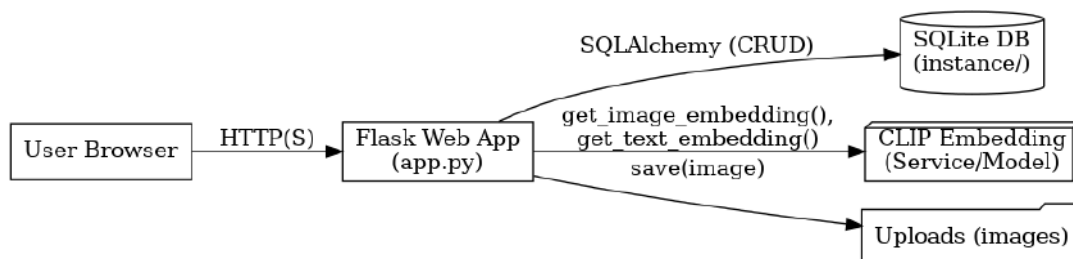 User Browser
HTTP(S)
Flask Web App
(app.py)
SQLAlchemy (CRUD)
SQLite DB
(instance/)
get_image_embedding(),
get_text_embedding()
CLIP Embedding
(Service/Model)
save(image)
Uploads (images)